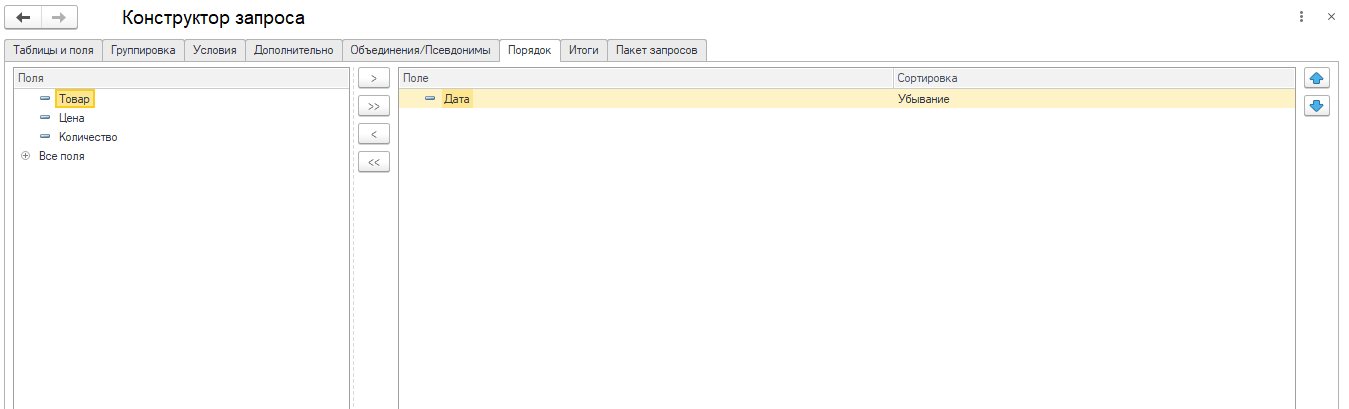 Конструктор запроса
Таблицы и поля Группировка Условия Дополнительно Объединения/Псевдонимы Порядок Итоги Пакет запросов
Поля
Товар
Цена
Количество
Все поля
>
>>
<
<<
Поле Сортировка
Дата Убывание